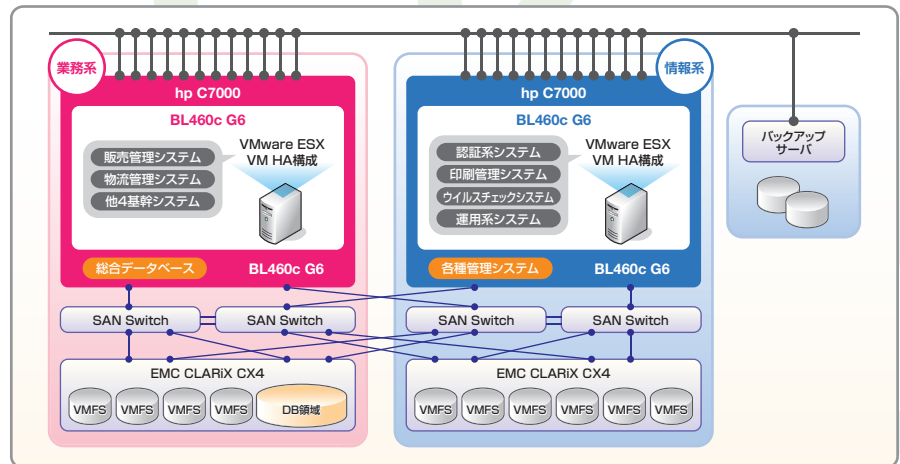 業務系
hp C7000
BL460c G6
販売管理システム
物流管理システム
他4基幹システム
VMware ESX
VM HA構成
総合データベース
BL460c G6
情報系
hp C7000
BL460c G6
認証系システム
印刷管理システム
ウイルスチェックシステム
運用系システム
VMware ESX
VM HA構成
各種管理システム
BL460c G6
バックアップ
サーバ
SAN Switch
SAN Switch
SAN Switch
SAN Switch
EMC CLARiX CX4
VMFS
VMFS
VMFS
VMFS
DB領域
EMC CLARiX CX4
VMFS
VMFS
VMFS
VMFS
VMFS
VMFS